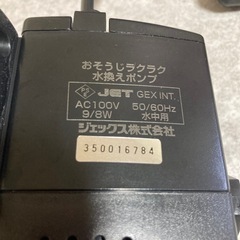 おそうじラクラク
水換えポンプ
PS E JET GEX INT.
AC100V 50/60Hz
9/8W 水中用
ジェックス株式会社
350016784